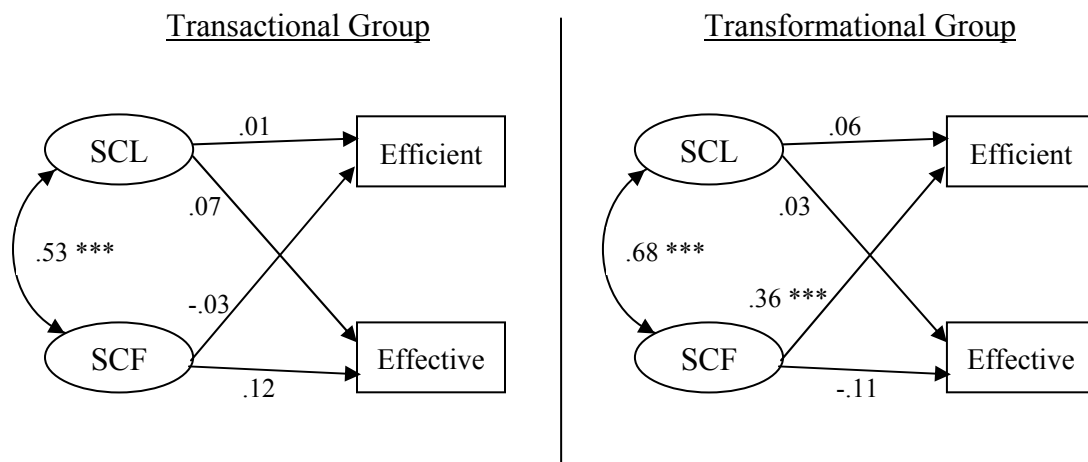 Transactional Group
.01
SCL
Efficient
.07
.53 ***
-.03
SCF
Effective
.12
Transformational Group
.06
SCL
Efficient
.03
.68 ***
.36 ***
SCF
Effective
-.11